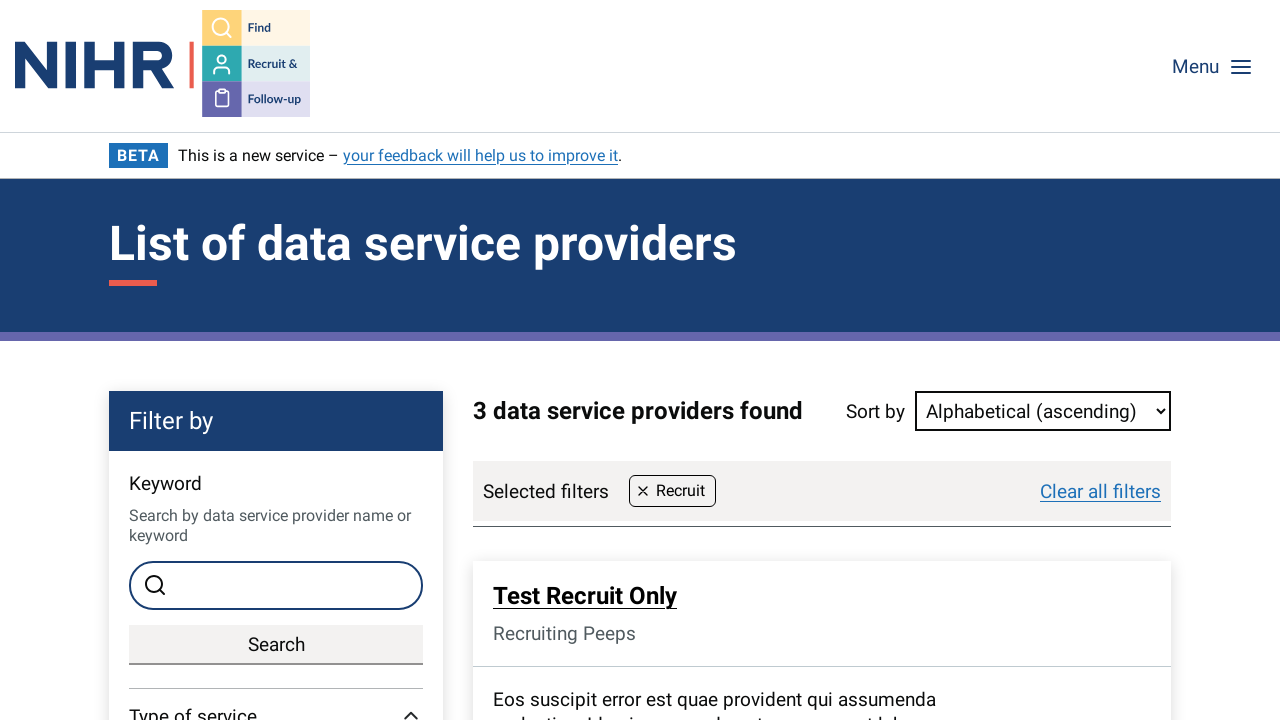 NIHR
Find
Recruit &
Follow-up
Menu
BETA This is a new service – your feedback will help us to improve it.
List of data service providers
Filter by
Keyword
Search by data service provider name or
keyword
Search
Type of service
3 data service providers found
Sort by Alphabetical (ascending)
Selected filters Recruit Clear all filters
Test Recruit Only
Recruiting Peeps
Eos suscipit error est quae provident qui assumenda